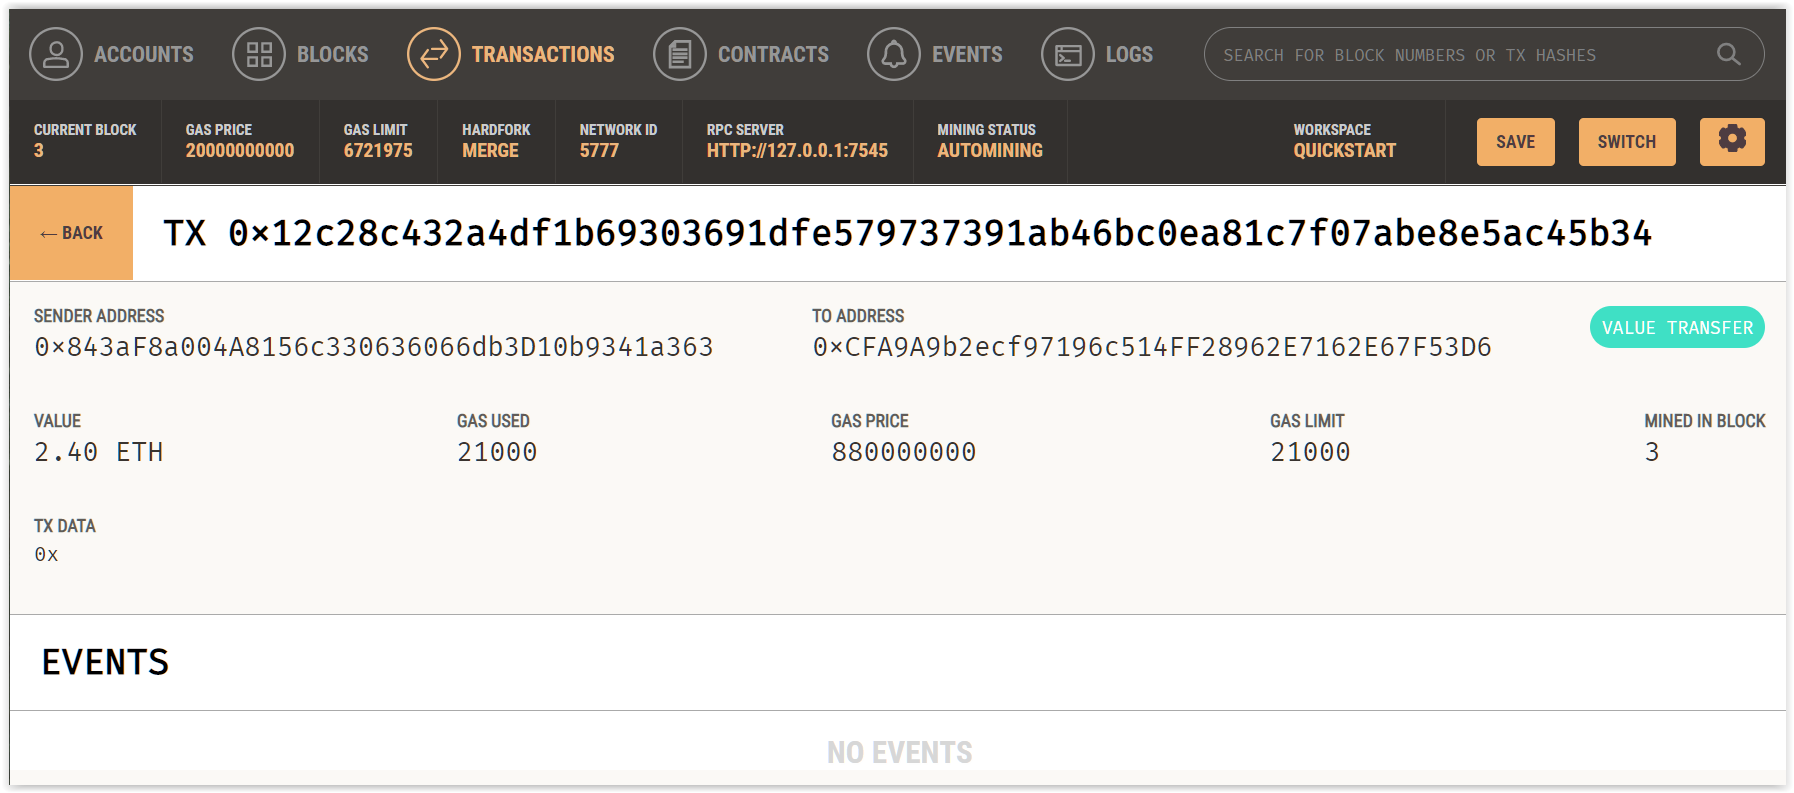 ACCOUNTS BLOCKS TRANSACTIONS CONTRACTS EVENTS LOGS SEARCH FOR BLOCK NUMBERS OR TX HASHES
CURRENT BLOCK GAS PRICE GAS LIMIT HARDFORK NETWORK ID RPC SERVER MINING STATUS WORKSPACE
3 20000000000 6721975 MERGE 5777 HTTP://127.0.0.1:7545 AUTOMINING QUICKSTART SAVE SWITCH
← BACK TX 0×12c28c432a4df1b69303691dfe579737391ab46bc0ea81c7f07abe8e5ac45b34
SENDER ADDRESS TO ADDRESS
0×843aF8a004A8156c330636066db3D10b9341a363 0×CFA9A9b2ecf97196c514FF28962E7162E67F53D6 VALUE TRANSFER
VALUE GAS USED GAS PRICE GAS LIMIT MINED IN BLOCK
2.40 ETH 21000 880000000 21000 3
TX DATA
0x
EVENTS
NO EVENTS